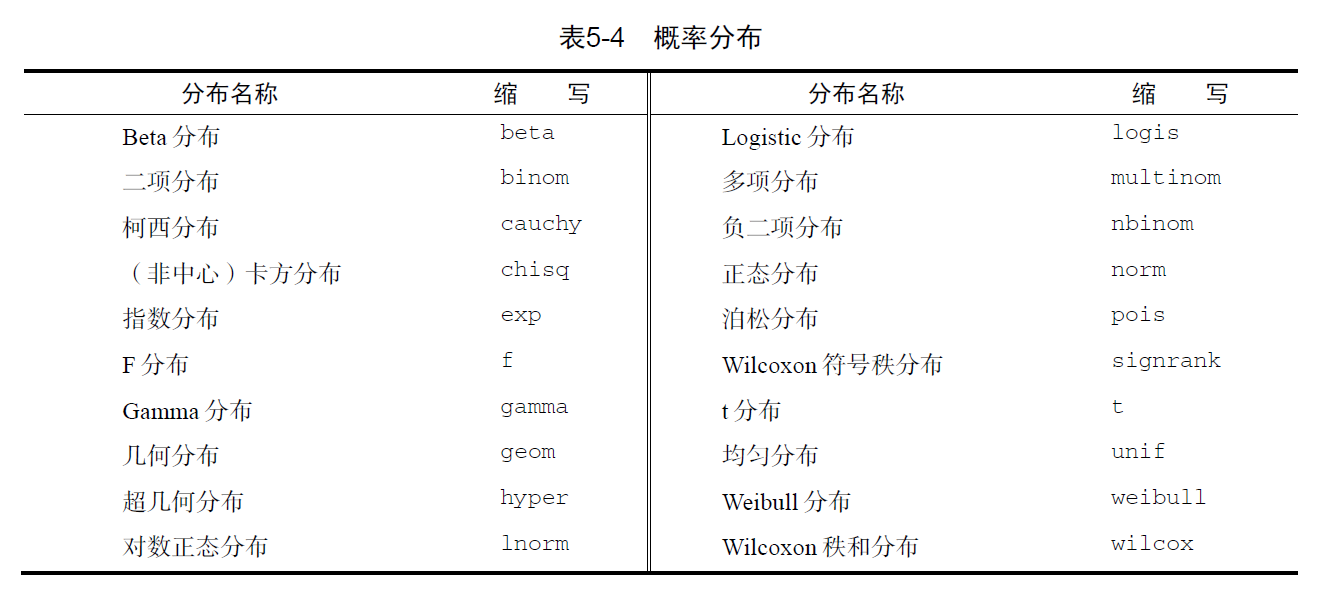 表5-4 概率分布
分布名称 缩 写 分布名称 缩 写
Beta 分布 beta Logistic 分布 logis
二项分布 binom 多项分布 multinom
柯西分布 cauchy 负二项分布 nbinom
（非中心）卡方分布 chisq 正态分布 norm
指数分布 exp 泊松分布 pois
F 分布 f Wilcoxon 符号秩分布 signrank
Gamma 分布 gamma t 分布 t
几何分布 geom 均匀分布 unif
超几何分布 hyper Weibull 分布 weibull
对数正态分布 lnorm Wilcoxon 秩和分布 wilcox